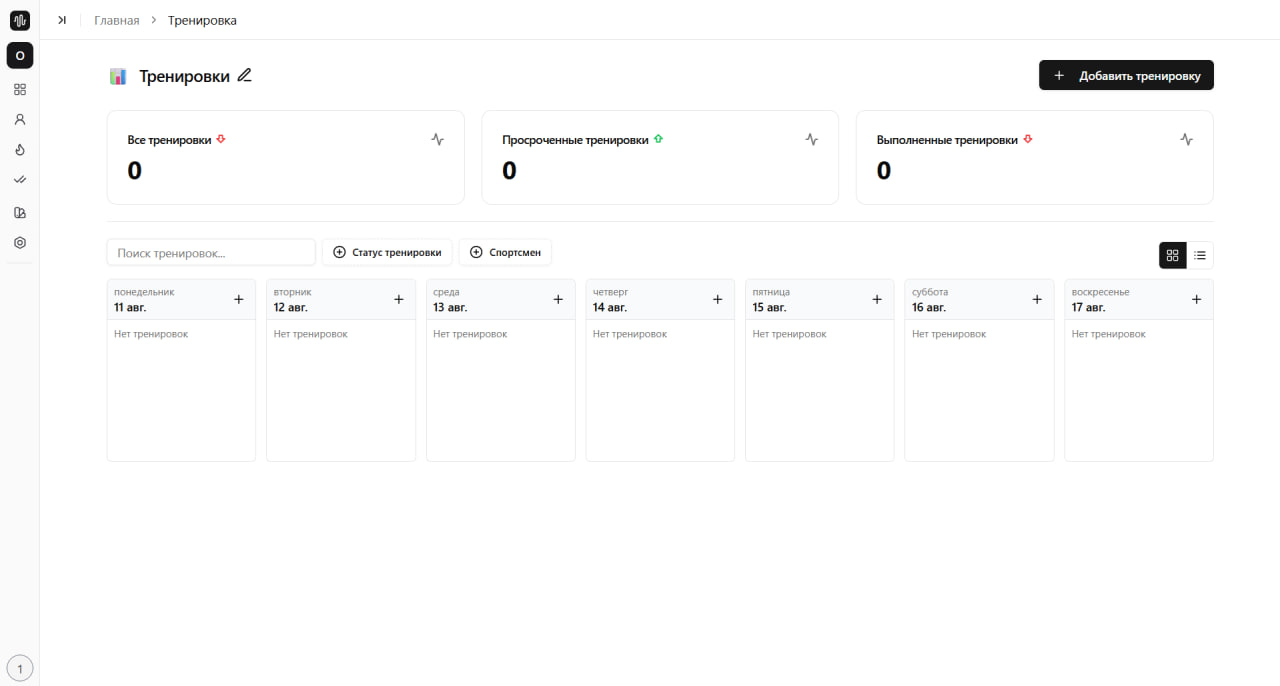 Главная
Тренировка
O
Тренировки
Добавить тренировку
Все тренировки
0
Просроченные тренировки
0
Выполненные тренировки
0
Поиск тренировок...
Статус тренировки
Спортсмен
понедельник
11 авг.
Нет тренировок
вторник
12 авг.
Нет тренировок
среда
13 авг.
Нет тренировок
четверг
14 авг.
Нет тренировок
пятница
15 авг.
Нет тренировок
суббота
16 авг.
Нет тренировок
воскресенье
17 авг.
Нет тренировок
1